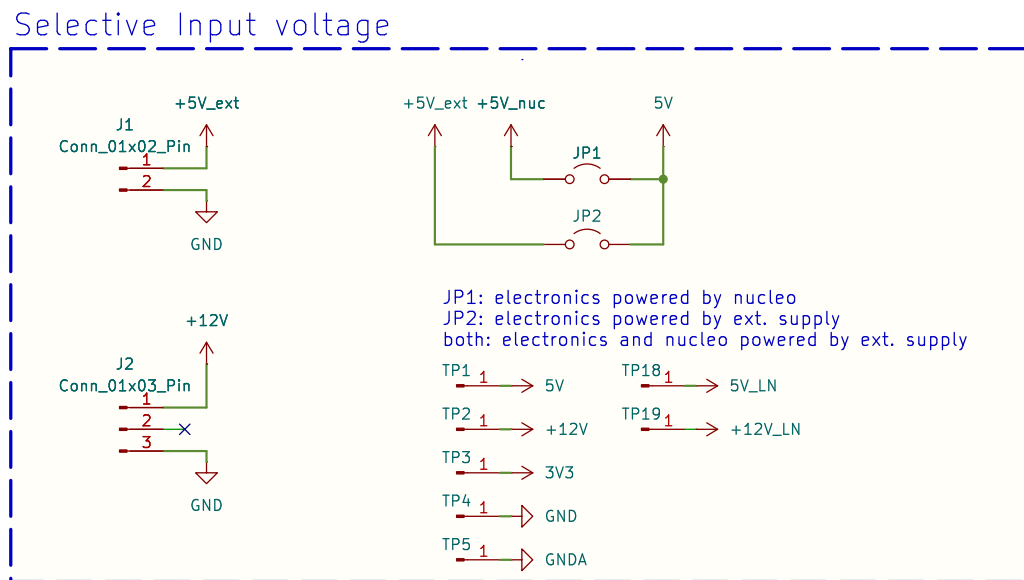 Selective Input voltage
+5V_ext
J1
Conn_01x02_Pin
1
2
GND
+5V_ext
+5V_nuc
5V
JP1
JP2
+12V
J2
Conn_01x03_Pin
1
2
3
GND
JP1: electronics powered by nucleo
JP2: electronics powered by ext. supply
both: electronics and nucleo powered by ext. supply
TP1 1 5V
TP18 1 5V_LN
TP2 1 +12V
TP19 1 +12V_LN
TP3 1 3V3
TP4 1 GND
TP5 1 GNDA